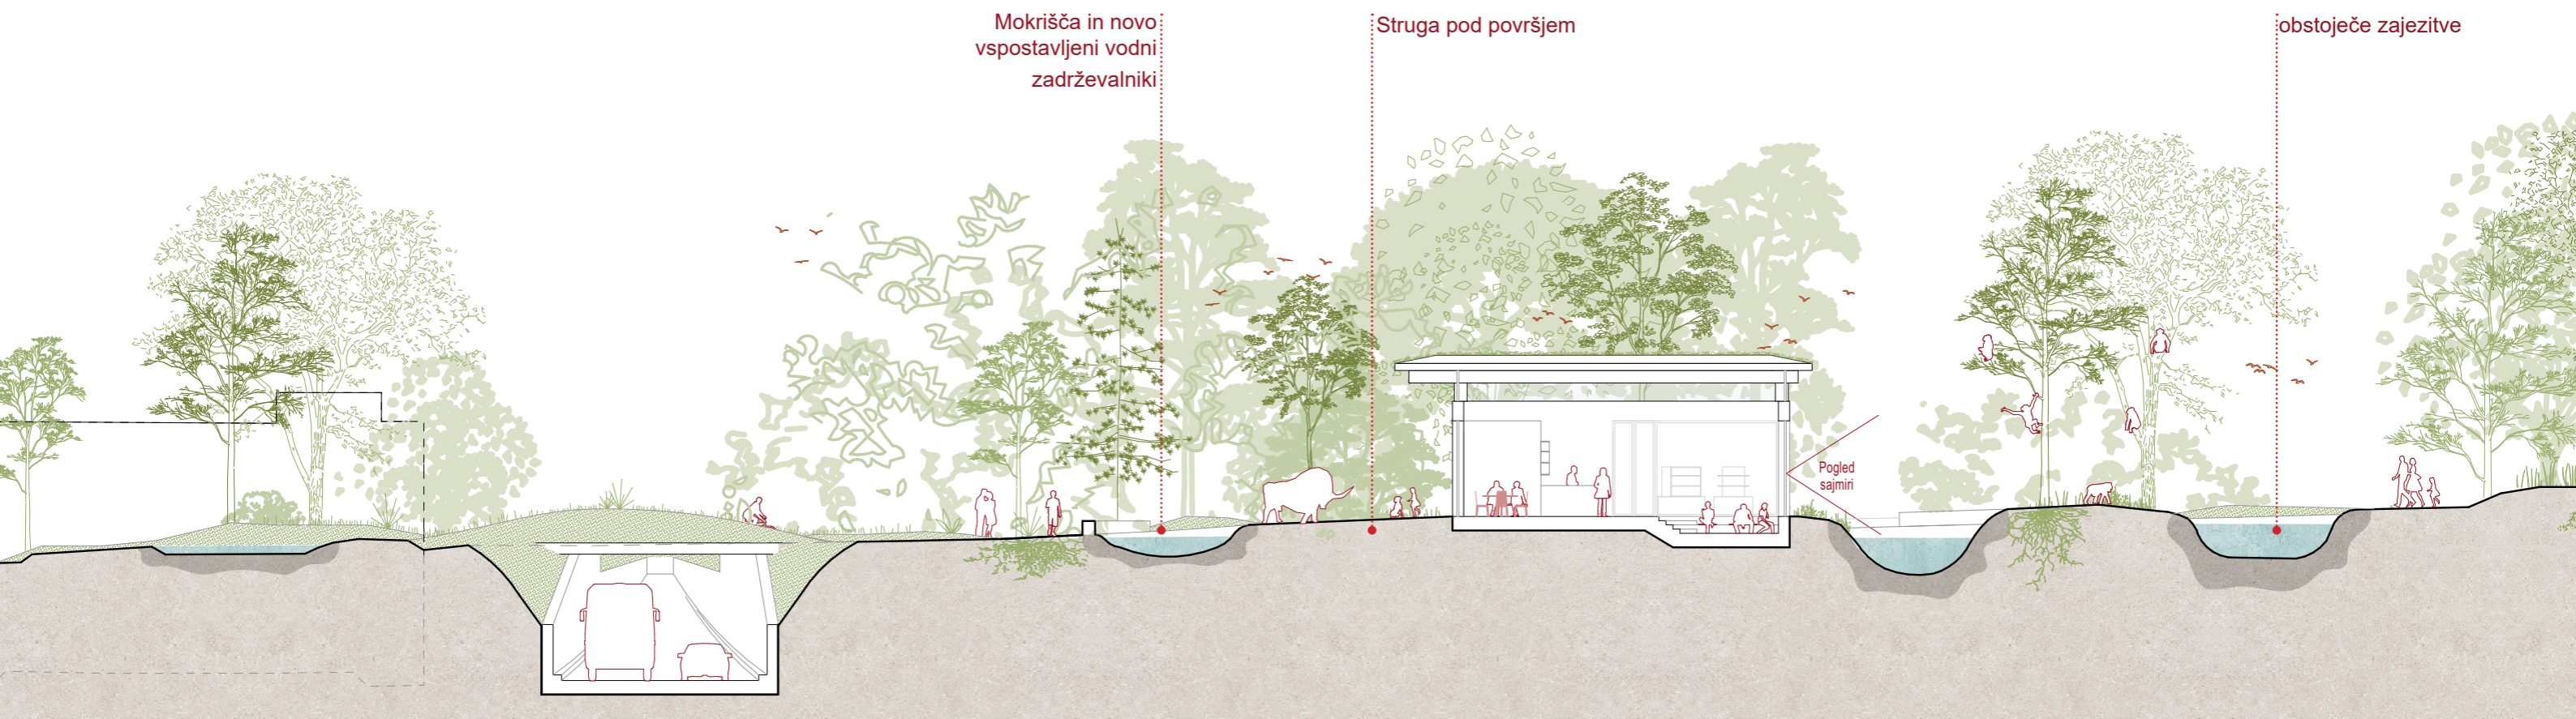 Mokrišča in novo
vspostavljeni vodni
zadrževalniki
Struga pod površjem
obstoječe zajezitve
Pogled
sajmiri